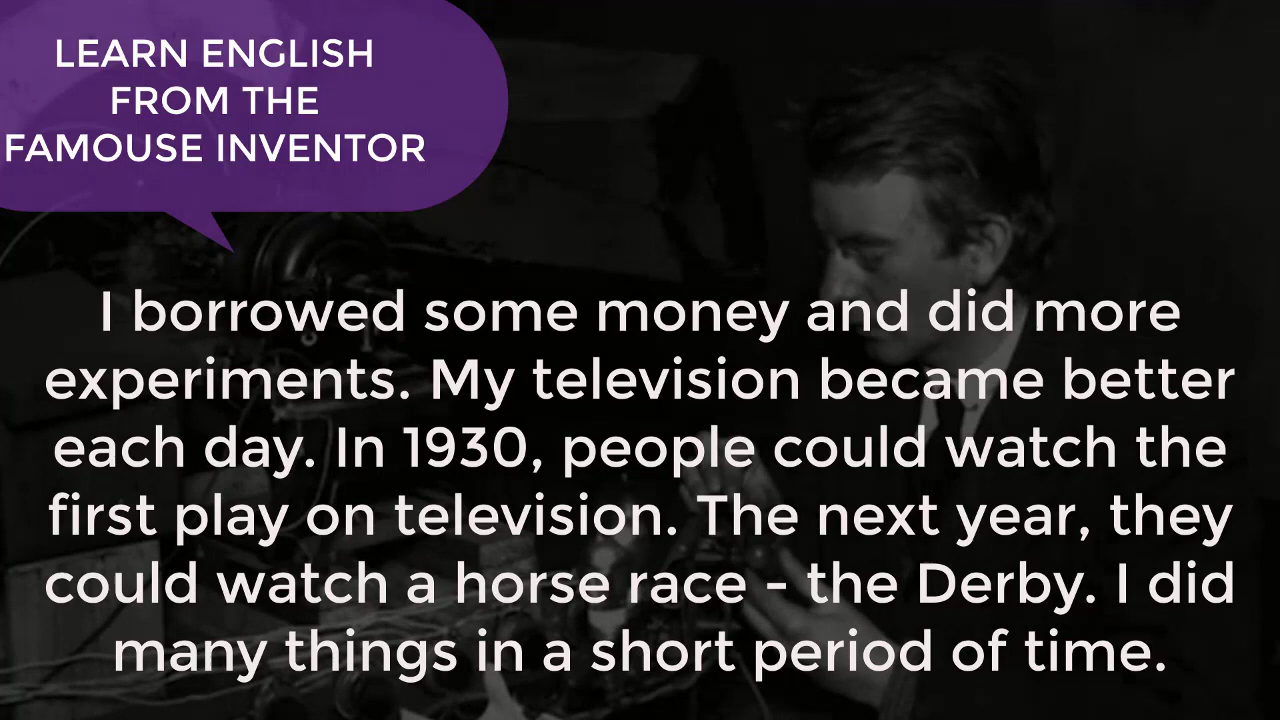 LEARN ENGLISH
FROM THE
FAMOUSE INVENTOR
I borrowed some money and did more
experiments. My television became better
each day. In 1930, people could watch the
first play on television. The next year, they
could watch a horse race - the Derby. I did
many things in a short period of time.